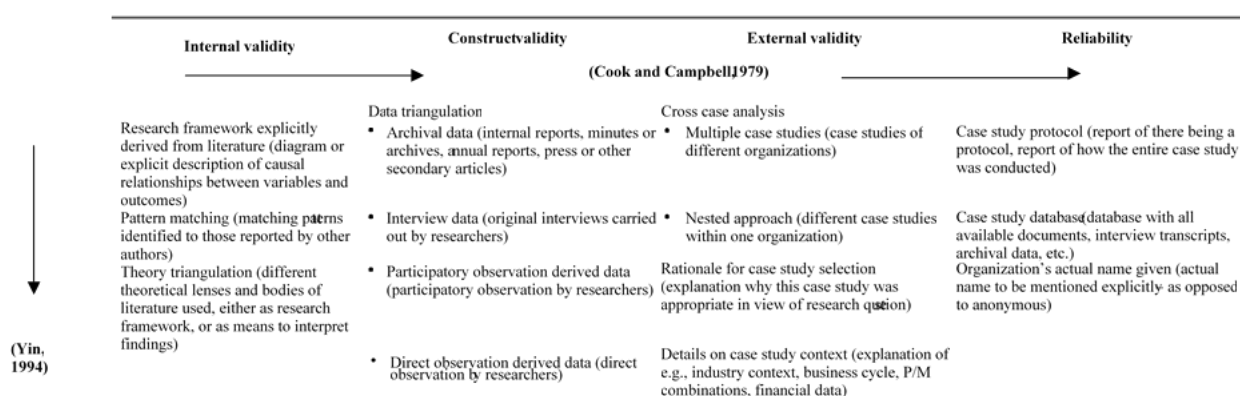 Internal validity
Constructvalidity
External validity
Reliability
(Cook and Campbell,1979)
Research framework explicitly
derived from literature (diagram or
explicit description of causal
relationships between variables and
outcomes)
Pattern matching (matching patterns
identified to those reported by other
authors)
Theory triangulation (different
theoretical lenses and bodies of
literature used, either as research
framework, or as means to interpret
findings)
Data triangulation
• Archival data (internal reports, minutes or
archives, annual reports, press or other
secondary articles)
• Interview data (original interviews carried
out by researchers)
• Participatory observation derived data
(participatory observation by researchers)
• Direct observation derived data (direct
observation by researchers)
Cross case analysis
• Multiple case studies (case studies of
different organizations)
• Nested approach (different case studies
within one organization)
Rationale for case study selection
(explanation why this case study was
appropriate in view of research question)
Details on case study context (explanation of
e.g., industry context, business cycle, P/M
combinations, financial data)
Case study protocol (report of there being a
protocol, report of how the entire case study
was conducted)
Case study database(database with all
available documents, interview transcripts,
archival data, etc.)
Organization's actual name given (actual
name to be mentioned explicitly- as opposed
to anonymous)
(Yin,
1994)